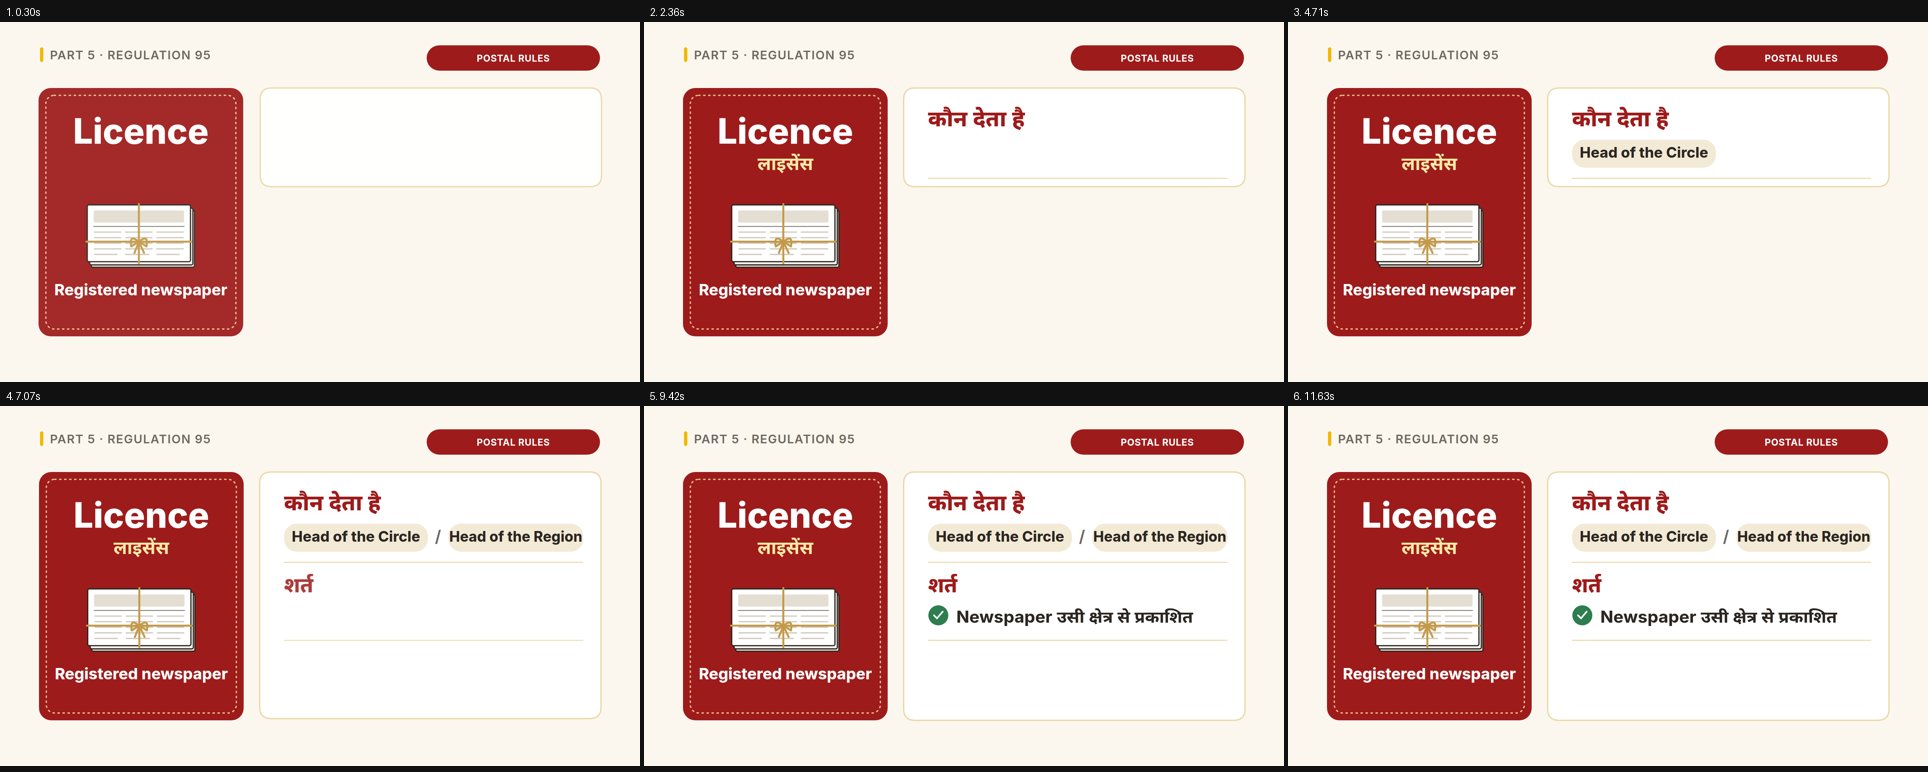 1. 0.30s
PART 5 · REGULATION 95
POSTAL RULES
Licence
Registered newspaper
2. 2.36s
PART 5 · REGULATION 95
POSTAL RULES
Licence
लाइसेंस
Registered newspaper
कौन देता है
3. 4.71s
PART 5 · REGULATION 95
POSTAL RULES
Licence
लाइसेंस
Registered newspaper
कौन देता है
Head of the Circle
4. 7.07s
PART 5 · REGULATION 95
POSTAL RULES
Licence
लाइसेंस
Registered newspaper
कौन देता है
Head of the Circle / Head of the Region
शर्त
5. 9.42s
PART 5 · REGULATION 95
POSTAL RULES
Licence
लाइसेंस
Registered newspaper
कौन देता है
Head of the Circle / Head of the Region
शर्त
Newspaper उसी क्षेत्र से प्रकाशित
6. 11.63s
PART 5 · REGULATION 95
POSTAL RULES
Licence
लाइसेंस
Registered newspaper
कौन देता है
Head of the Circle / Head of the Region
शर्त
Newspaper उसी क्षेत्र से प्रकाशित